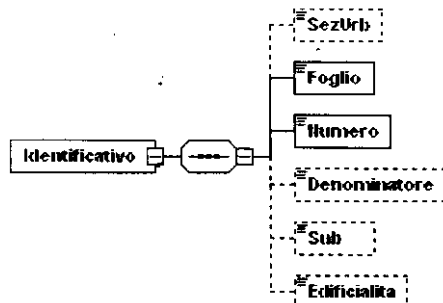 SezUrb
Foglio
Numero
Identificativo
Denominatore
Sub
Edificialita